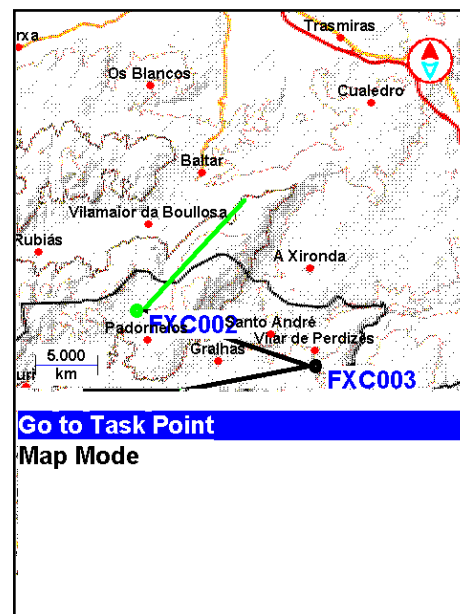 Trasmiras
rxa
Os Blancos
Cualedro
Baltar
Vilamaior da Boullosa
Rubiás
A Xironda
FXC002
Santo André
Padornelos
Vilar de Perdizes
Gralhas
5.000
km
uri
FXC003
Go to Task Point
Map Mode